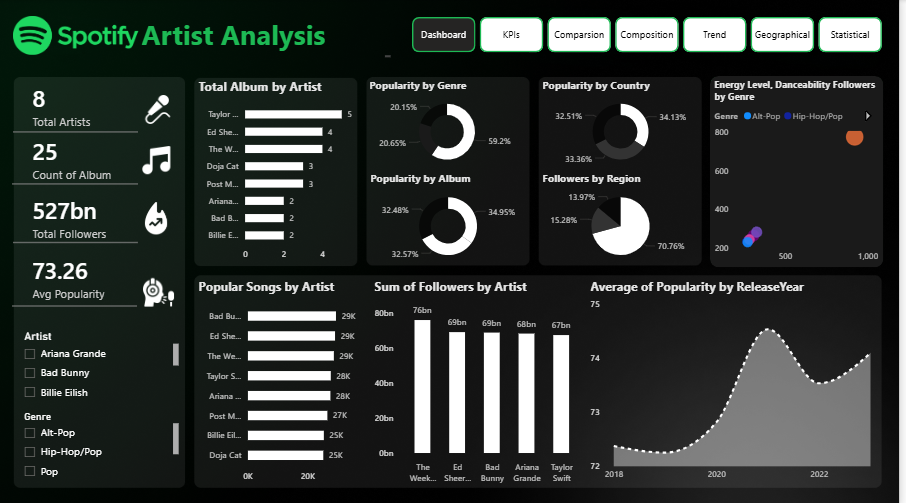 Spotify Artist Analysis
Dashboard
KPIs
Comparsion
Composition
Trend
Geographical
Statistical
8
Total Artists
25
Count of Album
527bn
Total Followers
73.26
Avg Popularity
Artist
Ariana Grande
Bad Bunny
Billie Eilish
Genre
Alt-Pop
Hip-Hop/Pop
Pop
Total Album by Artist
Taylor ... 5
Ed She... 4
The W... 4
Doja Cat 3
Post M... 3
Ariana... 2
Bad B... 2
Billie E... 2
0 2 4
Popularity by Genre
20.15%
20.65%
59.2%
Popularity by Album
32.48%
34.95%
32.57%
Popularity by Country
32.51%
34.13%
33.36%
Followers by Region
13.97%
15.28%
70.76%
Energy Level, Danceability Followers
by Genre
Genre Alt-Pop Hip-Hop/Pop
800
600
400
200
500 1,000
Popular Songs by Artist
Bad Bu... 29K
Ed She... 29K
The We... 29K
Taylor S... 28K
Ariana ... 28K
Post M... 27K
Billie Eil... 25K
Doja Cat 25K
0K 20K
Sum of Followers by Artist
80bn
60bn
40bn
20bn
0bn
76bn
69bn
69bn
68bn
67bn
The
Week...
Ed
Sheer...
Bad
Bunny
Ariana
Grande
Taylor
Swift
Average of Popularity by ReleaseYear
75
74
73
72
2018 2020 2022